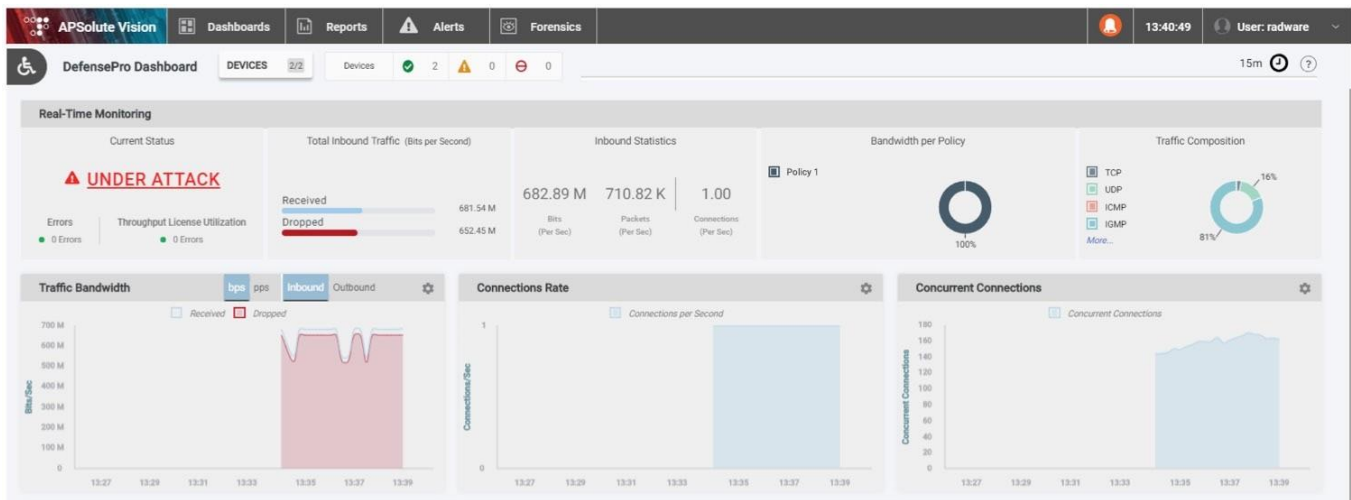 APSolute Vision Dashboards Reports Alerts Forensics 13:40:49 User: radware
DefensePro Dashboard DEVICES 2/2 Devices 2 0 0 15m ?
Real-Time Monitoring
Current Status
UNDER ATTACK
Errors Throughput License Utilization
0 Errors 0 Errors
Total Inbound Traffic (Bits per Second)
Received 681.54 M
Dropped 652.45 M
Inbound Statistics
682.89 M 710.82 K 1.00
Bits Packets Connections
(Per Sec) (Per Sec) (Per Sec)
Bandwidth per Policy
Policy 1
100%
Traffic Composition
TCP
UDP
ICMP
IGMP
More...
16%
81%
Traffic Bandwidth bps pps Inbound Outbound
Received Dropped
Bits/Sec
700 M
600 M
500 M
400 M
300 M
200 M
100 M
0
13:27 13:29 13:31 13:33 13:35 13:37 13:39
Connections Rate
Connections per Second
Connections/Sec
1
0
13:27 13:29 13:31 13:33 13:35 13:37 13:39
Concurrent Connections
Concurrent Connections
Concurrent Connections
180
160
140
120
100
80
60
40
20
0
13:27 13:29 13:31 13:33 13:35 13:37 13:39